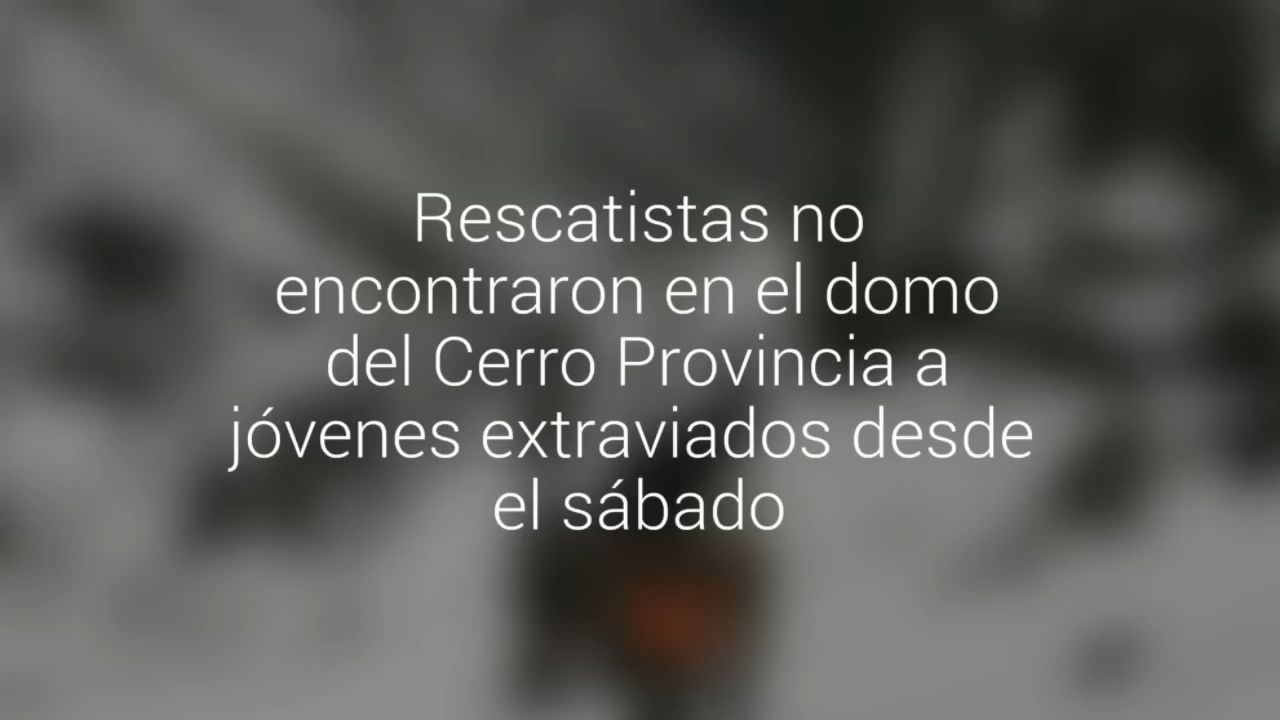 Rescatistas no
encontraron en el domo
del Cerro Provincia a
jóvenes extraviados desde
el sábado